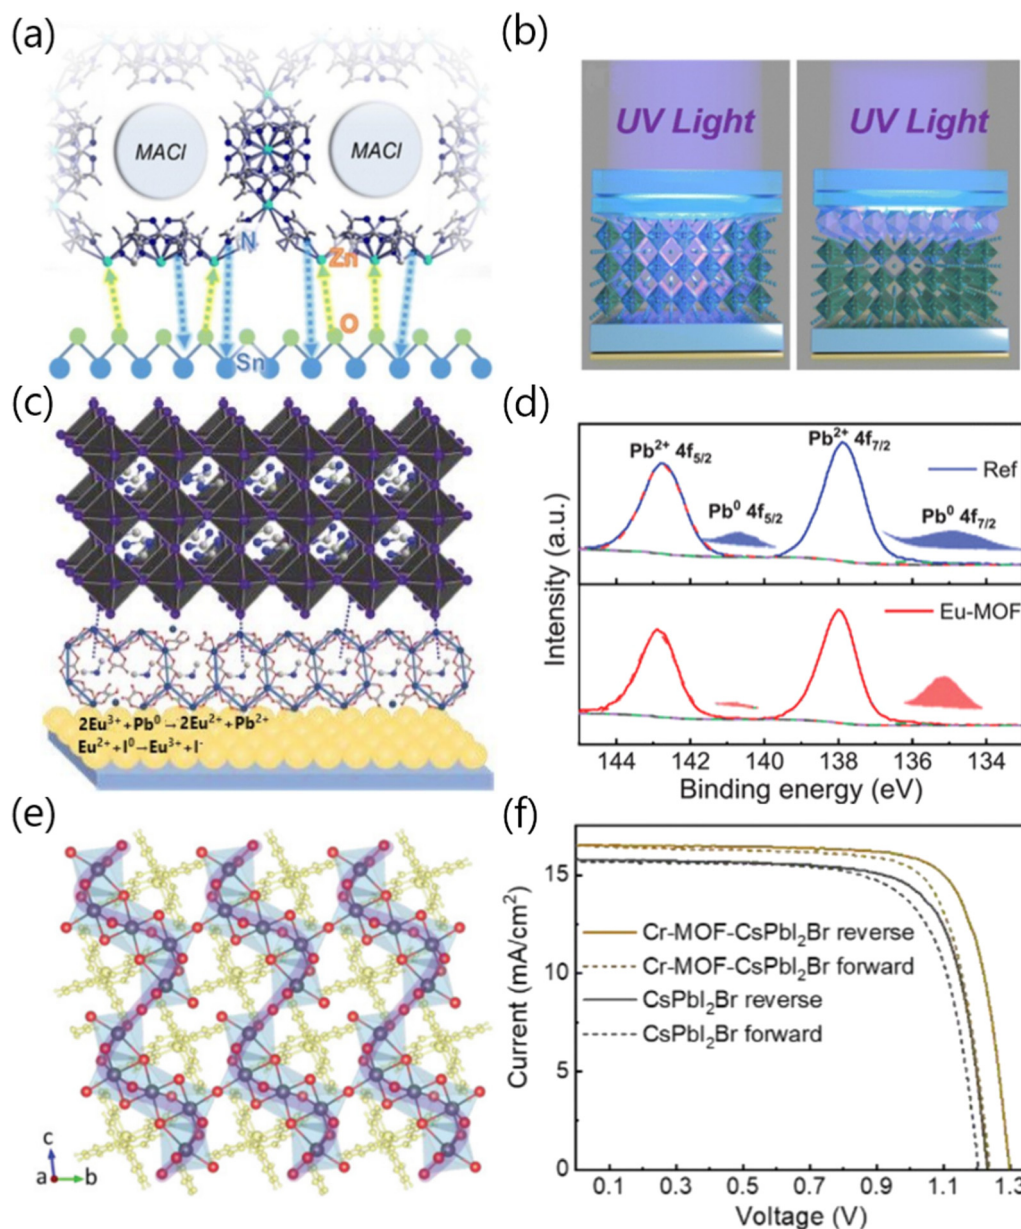 (a)
MACl
MACl
N
Zn
O
Sn
(b)
UV Light
UV Light
(c)
2Eu³⁺+Pb⁰→2Eu²⁺+Pb²⁺
Eu²⁺+I⁰→Eu³⁺+I⁻
(d)
Pb²⁺ 4f₅/₂
Pb²⁺ 4f₇/₂
Ref
Pb⁰ 4f₅/₂
Pb⁰ 4f₇/₂
Eu-MOF
Intensity (a.u.)
144 142 140 138 136 134
Binding energy (eV)
(e)
c
a
b
(f)
Current (mA/cm²)
15
10
5
0
Cr-MOF-CsPbI₂Br reverse
Cr-MOF-CsPbI₂Br forward
CsPbI₂Br reverse
CsPbI₂Br forward
0.1 0.3 0.5 0.7 0.9 1.1 1.3
Voltage (V)